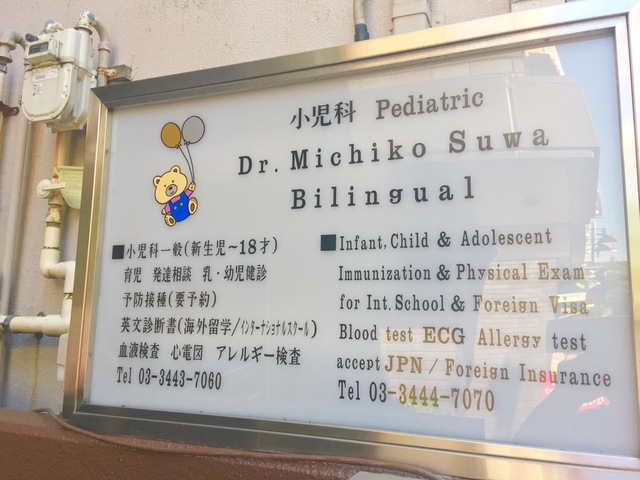 小児科 Pediatric
Dr. Michiko Suwa
Bilingual
■小児科一般(新生児〜18才)
育児 発達相談 乳・幼児健診
予防接種(要予約)
英文診断書(海外留学/インターナショナルスクール)
血液検査 心電図 アレルギー検査
Tel 03-3443-7060
■Infant, Child & Adolescent
Immunization & Physical Exam
for Int. School & Foreign Visa
Blood test ECG Allergy test
accept JPN / Foreign Insurance
Tel 03-3444-7070